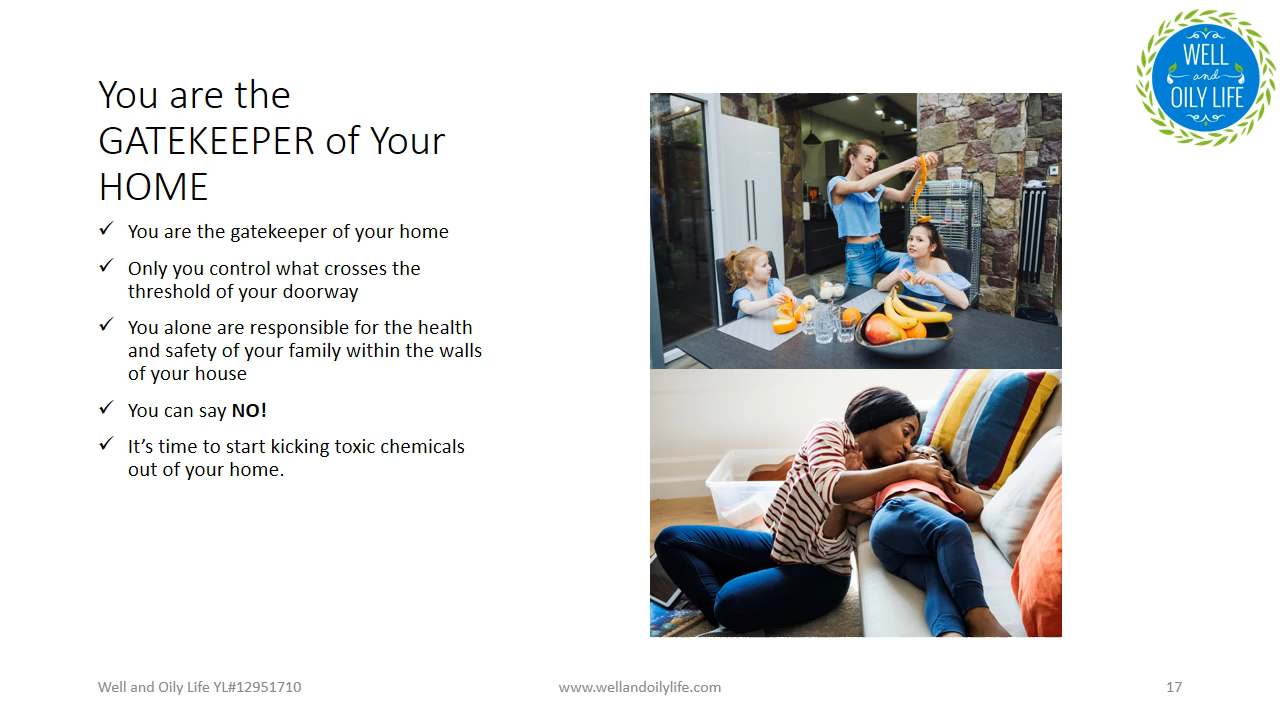 WELL
and
OILY LIFE
You are the
GATEKEEPER of Your
HOME
✓ You are the gatekeeper of your home
✓ Only you control what crosses the
threshold of your doorway
✓ You alone are responsible for the health
and safety of your family within the walls
of your house
✓ You can say NO!
✓ It’s time to start kicking toxic chemicals
out of your home.
Well and Oily Life YL#12951710
www.wellandoilylife.com
17